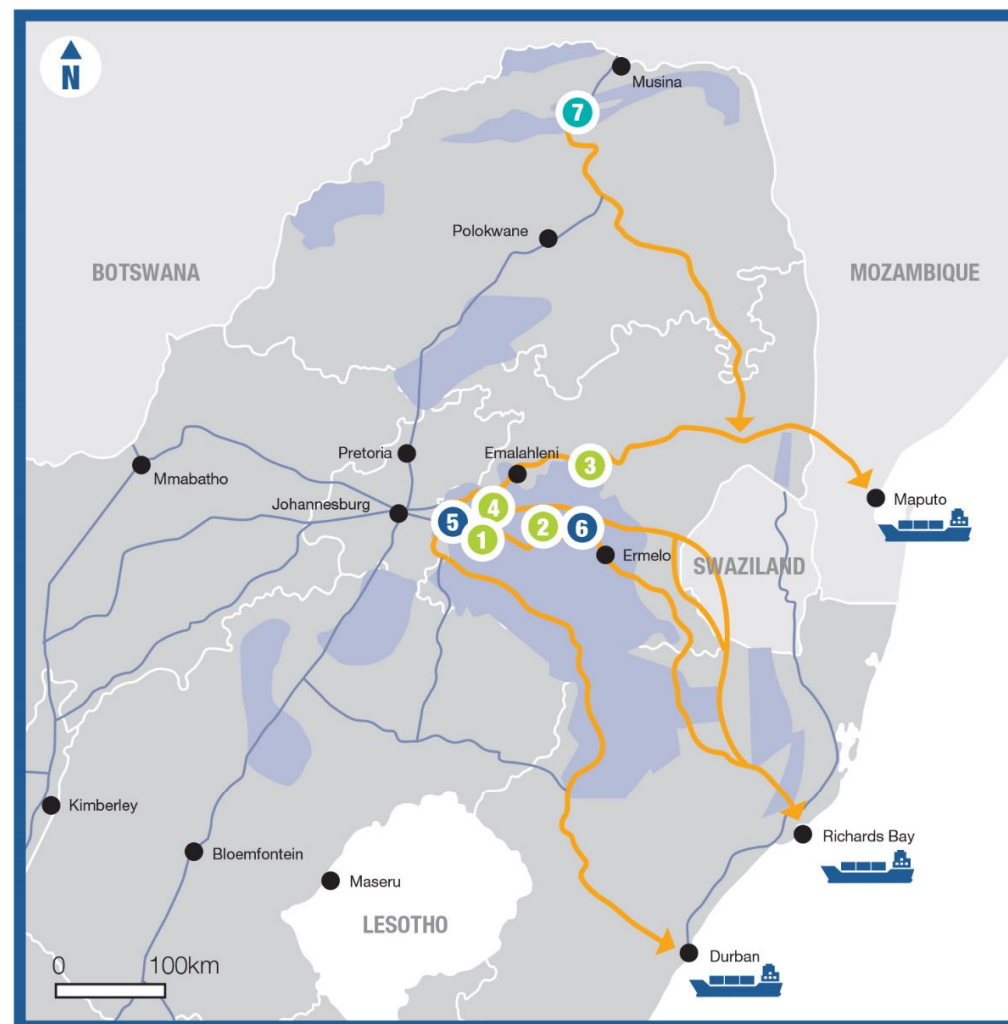 N
Musina
7
Polokwane
BOTSWANA
MOZAMBIQUE
Pretoria
Emalahleni
3
Mmabatho
Johannesburg
4
Maputo
5
2
6
1
Ermelo
SWAZILAND
Kimberley
Richards Bay
Bloemfontein
Maseru
LESOTHO
Durban
0 100km